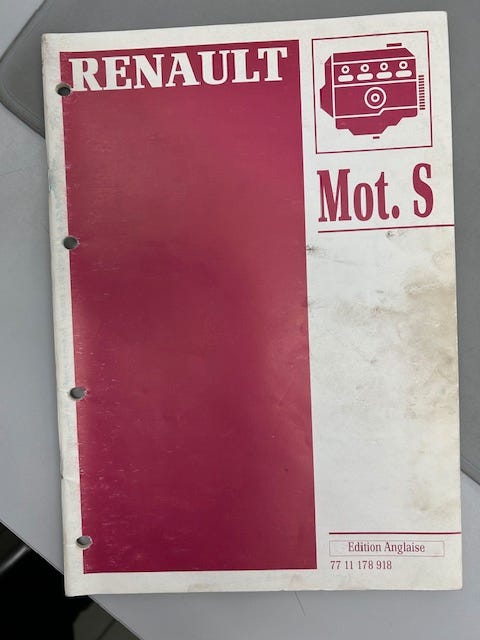 RENAULT
Mot. S
Edition Anglaise
77 11 178 918